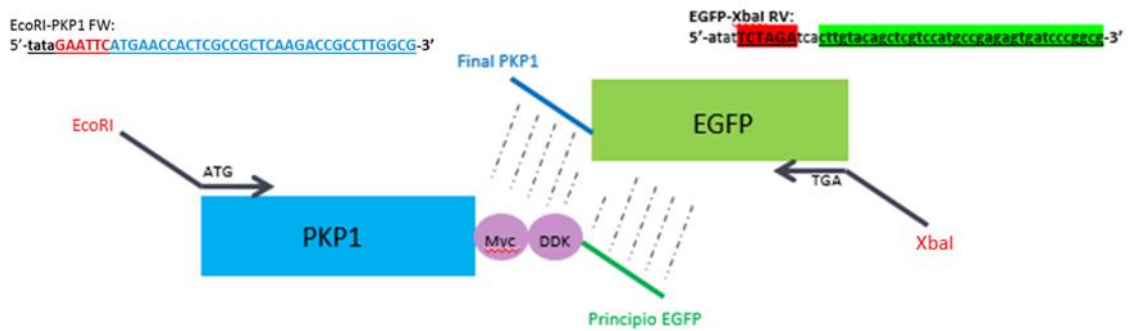 EcoRI-PKP1 FW:
5’-tataGAATTCATGAACCACTCGCCGCTCAAGACCGCCTTGGCG-3’
EGFP-XbaI RV:
5’-atatTCTAGAtcacttgtacagctcgtccatgccgagagtgatcccggcg-3’
Final PKP1
EGFP
EcoRI
ATG
TGA
PKP1
Myc
DDK
XbaI
Principio EGFP